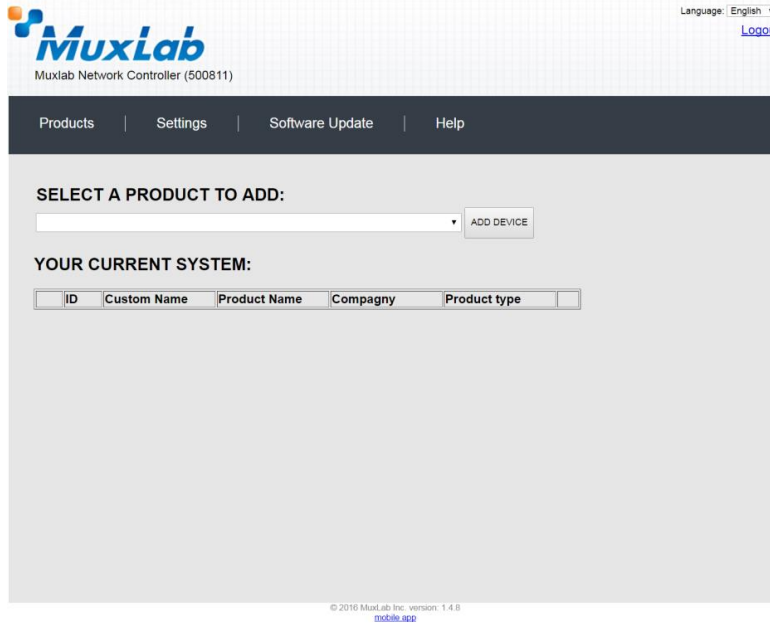 Language: English
MuxLab
Muxlab Network Controller (500811)
Products | Settings | Software Update | Help
SELECT A PRODUCT TO ADD:
ADD DEVICE
YOUR CURRENT SYSTEM:
ID Custom Name Product Name Compagny Product type
© 2016 MuxLab Inc. version: 1.4.8
mobile app